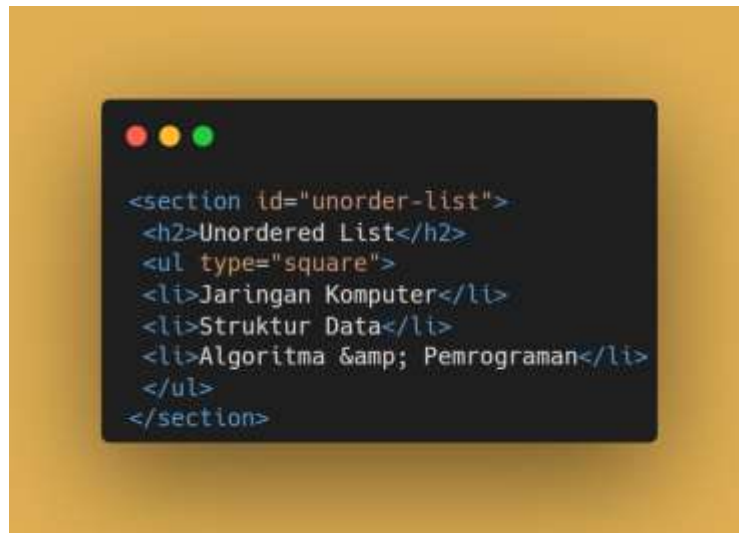 <section id="unorder-list">
<h2>Unordered List</h2>
<ul type="square">
<li>Jaringan Komputer</li>
<li>Struktur Data</li>
<li>Algoritma &amp; Pemrograman</li>
</ul>
</section>